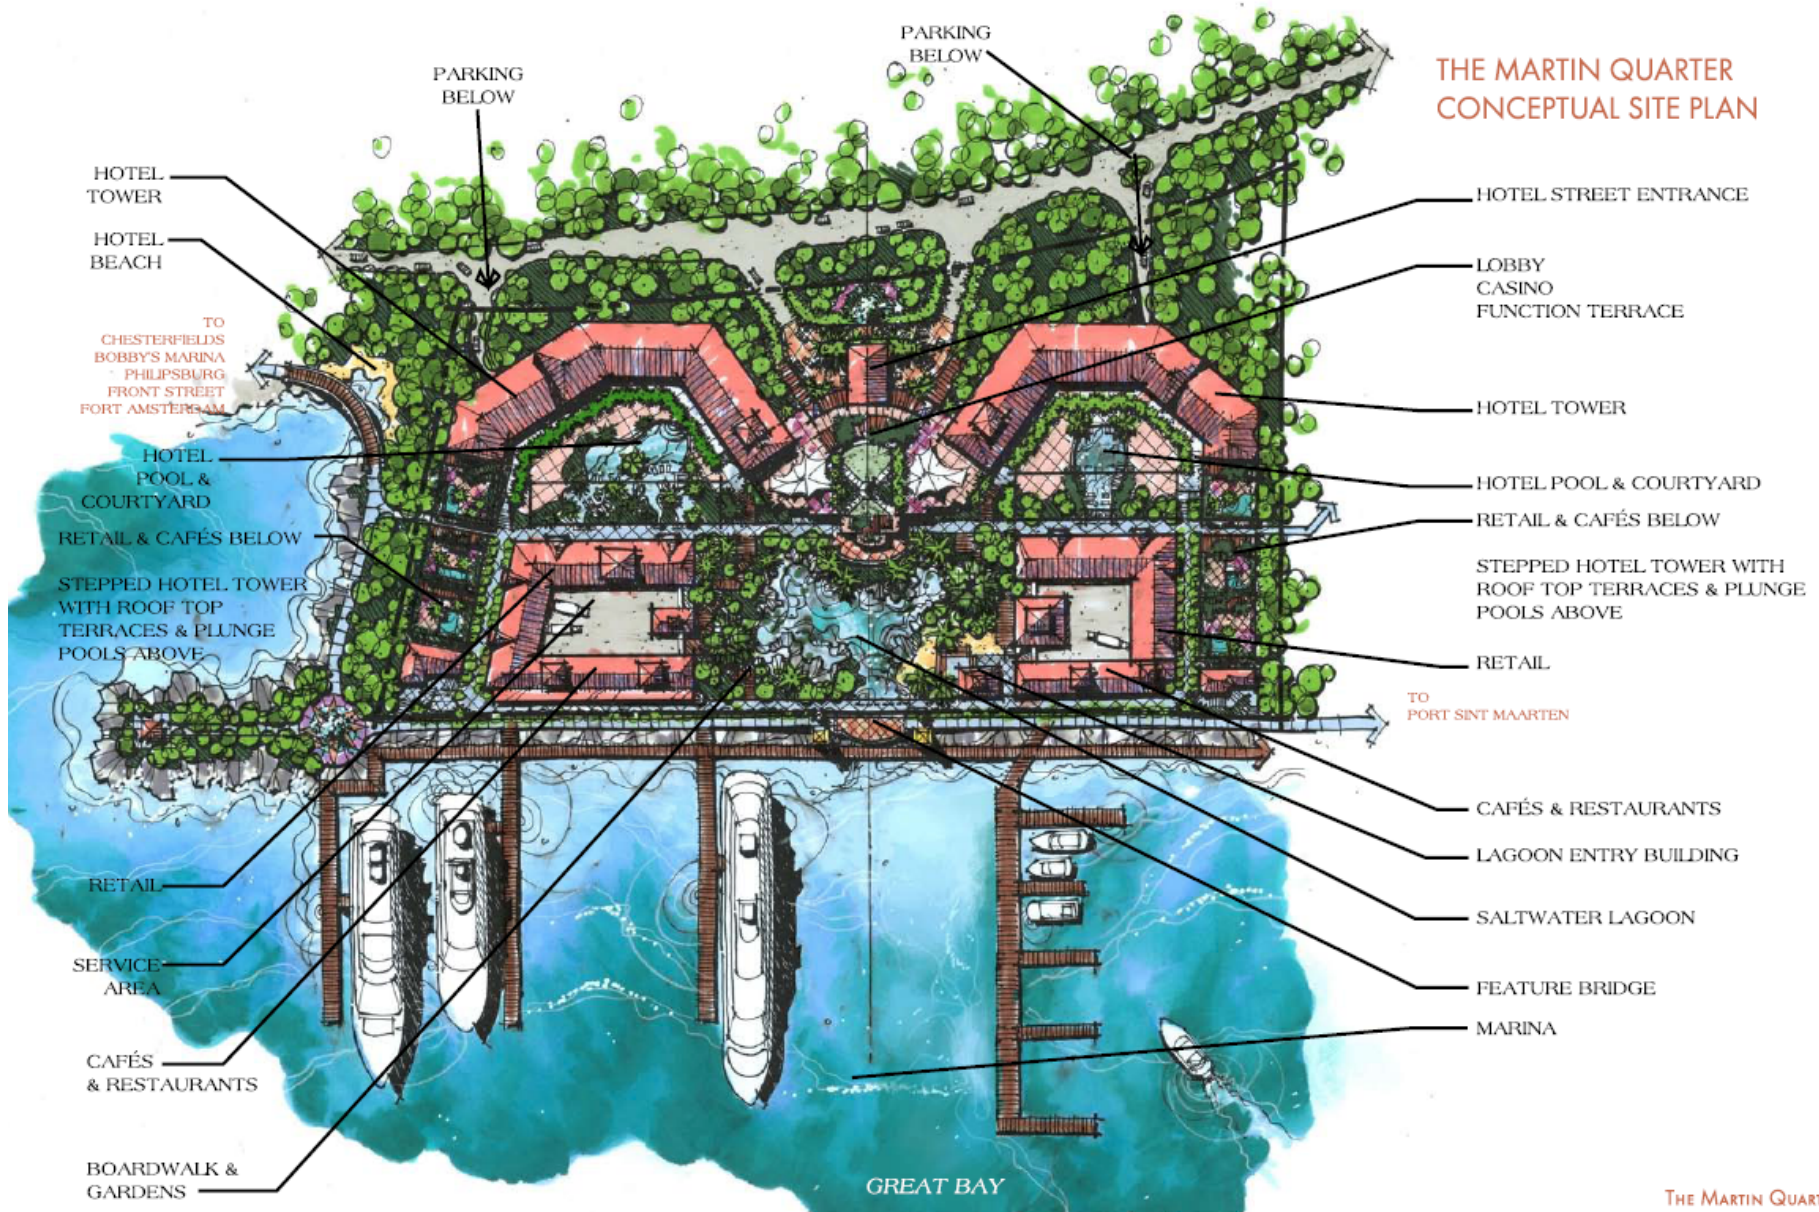 PARKING
BELOW
PARKING
BELOW
THE MARTIN QUARTER
CONCEPTUAL SITE PLAN
HOTEL
TOWER
HOTEL
BEACH
TO
CHESTERFIELDS
BOBBY'S MARINA
PHILIPSBURG
FRONT STREET
FORT AMSTERDAM
HOTEL
POOL &
COURTYARD
RETAIL & CAFÉS BELOW
STEPPED HOTEL TOWER
WITH ROOF TOP
TERRACES & PLUNGE
POOLS ABOVE
RETAIL
SERVICE
AREA
CAFÉS
& RESTAURANTS
BOARDWALK &
GARDENS
HOTEL STREET ENTRANCE
LOBBY
CASINO
FUNCTION TERRACE
HOTEL TOWER
HOTEL POOL & COURTYARD
RETAIL & CAFÉS BELOW
STEPPED HOTEL TOWER WITH
ROOF TOP TERRACES & PLUNGE
POOLS ABOVE
RETAIL
TO
PORT SINT MAARTEN
CAFÉS & RESTAURANTS
LAGOON ENTRY BUILDING
SALTWATER LAGOON
FEATURE BRIDGE
MARINA
GREAT BAY
THE MARTIN QUART